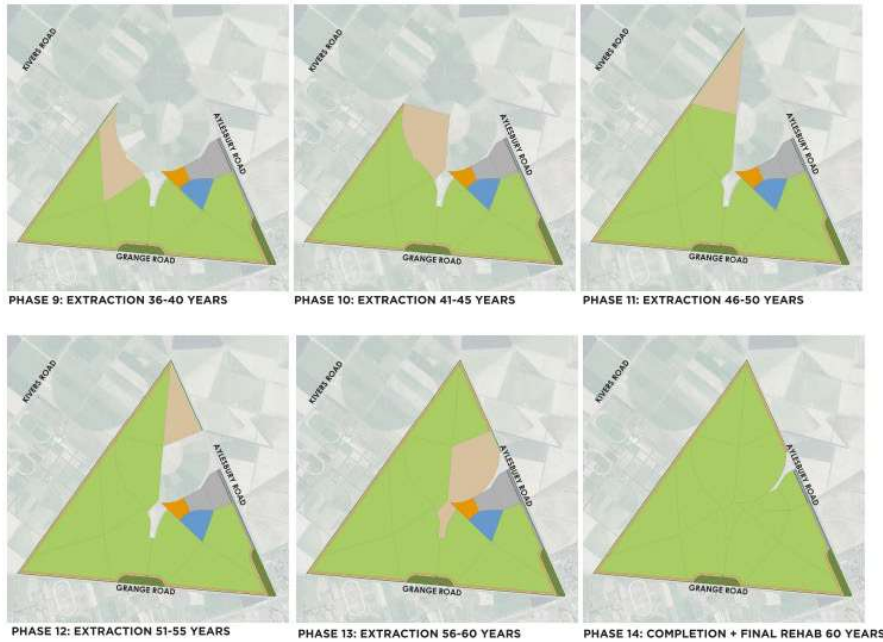 KIVERS ROAD
AYLESBURY ROAD
GRANGE ROAD
PHASE 9: EXTRACTION 36-40 YEARS
KIVERS ROAD
AYLESBURY ROAD
GRANGE ROAD
PHASE 10: EXTRACTION 41-45 YEARS
KIVERS ROAD
AYLESBURY ROAD
GRANGE ROAD
PHASE 11: EXTRACTION 46-50 YEARS
KIVERS ROAD
AYLESBURY ROAD
GRANGE ROAD
PHASE 12: EXTRACTION 51-55 YEARS
KIVERS ROAD
AYLESBURY ROAD
GRANGE ROAD
PHASE 13: EXTRACTION 56-60 YEARS
KIVERS ROAD
AYLESBURY ROAD
GRANGE ROAD
PHASE 14: COMPLETION + FINAL REHAB 60 YEARS